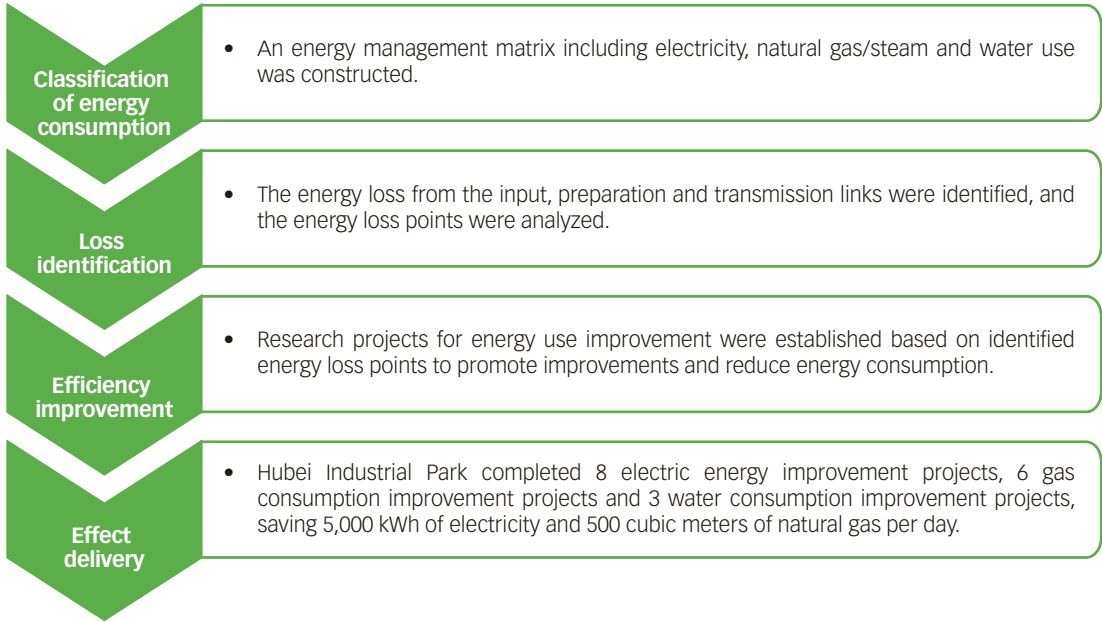 Classification
of energy
consumption
• An energy management matrix including electricity, natural gas/steam and water use
was constructed.
Loss
identification
• The energy loss from the input, preparation and transmission links were identified, and
the energy loss points were analyzed.
Efficiency
improvement
• Research projects for energy use improvement were established based on identified
energy loss points to promote improvements and reduce energy consumption.
Effect
delivery
• Hubei Industrial Park completed 8 electric energy improvement projects, 6 gas
consumption improvement projects and 3 water consumption improvement projects,
saving 5,000 kWh of electricity and 500 cubic meters of natural gas per day.